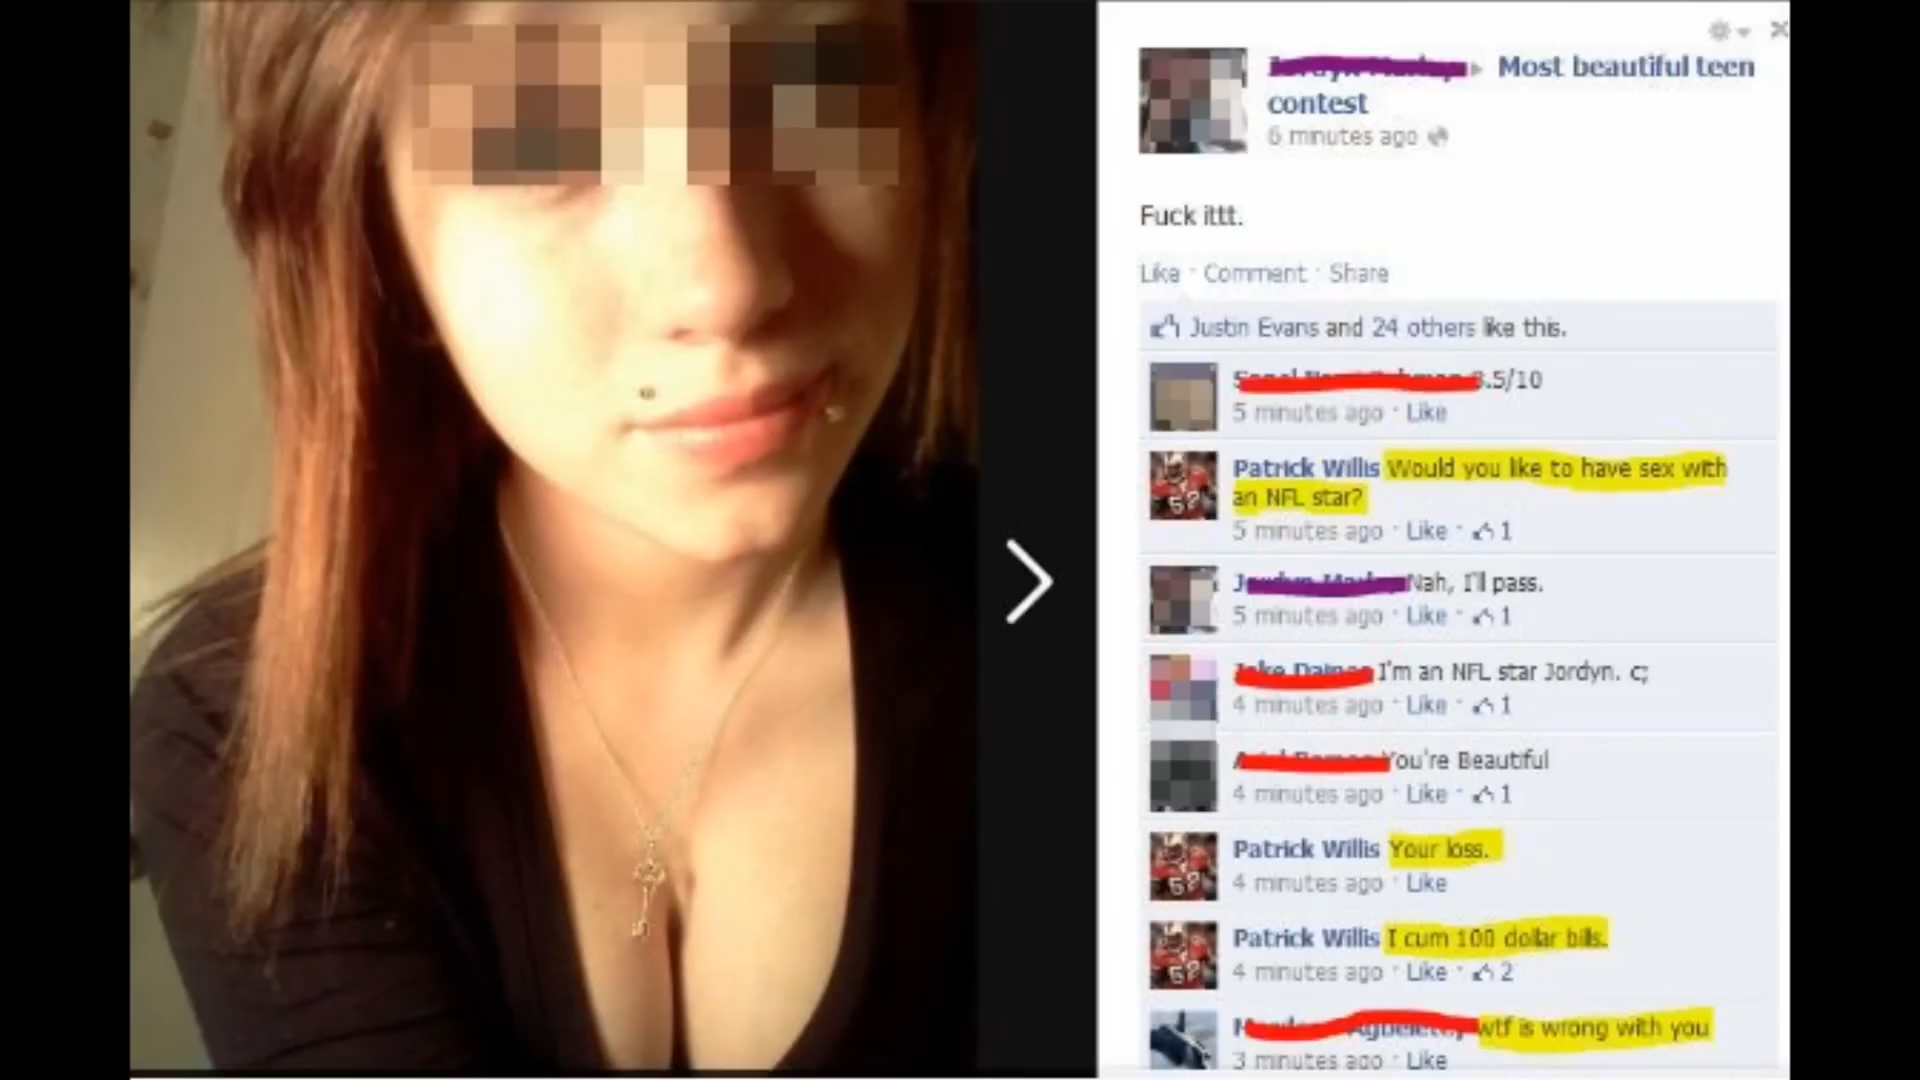 Most beautiful teen
contest
6 minutes ago
Fuck ittt.
Like · Comment · Share
Justin Evans and 24 others like this.
.5/10
5 minutes ago · Like
Patrick Willis Would you like to have sex with
an NFL star?
5 minutes ago · Like · 1
Nah, I'll pass.
5 minutes ago · Like · 1
I'm an NFL star Jordyn. c;
4 minutes ago · Like · 1
You're Beautiful
4 minutes ago · Like · 1
Patrick Willis Your loss.
4 minutes ago · Like
Patrick Willis I cum 100 dollar bills.
4 minutes ago · Like · 2
wtf is wrong with you
3 minutes ago · Like